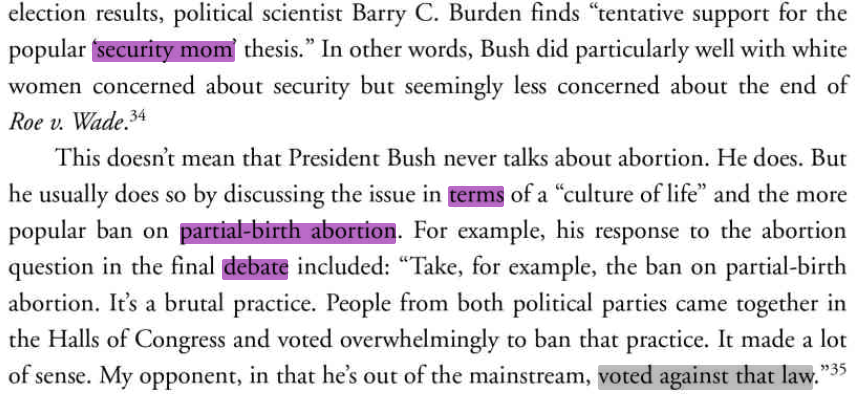 election results, political scientist Barry C. Burden finds “tentative support for the
popular ‘security mom’ thesis.” In other words, Bush did particularly well with white
women concerned about security but seemingly less concerned about the end of
Roe v. Wade.34
This doesn’t mean that President Bush never talks about abortion. He does. But
he usually does so by discussing the issue in terms of a “culture of life” and the more
popular ban on partial-birth abortion. For example, his response to the abortion
question in the final debate included: “Take, for example, the ban on partial-birth
abortion. It’s a brutal practice. People from both political parties came together in
the Halls of Congress and voted overwhelmingly to ban that practice. It made a lot
of sense. My opponent, in that he’s out of the mainstream, voted against that law.”35